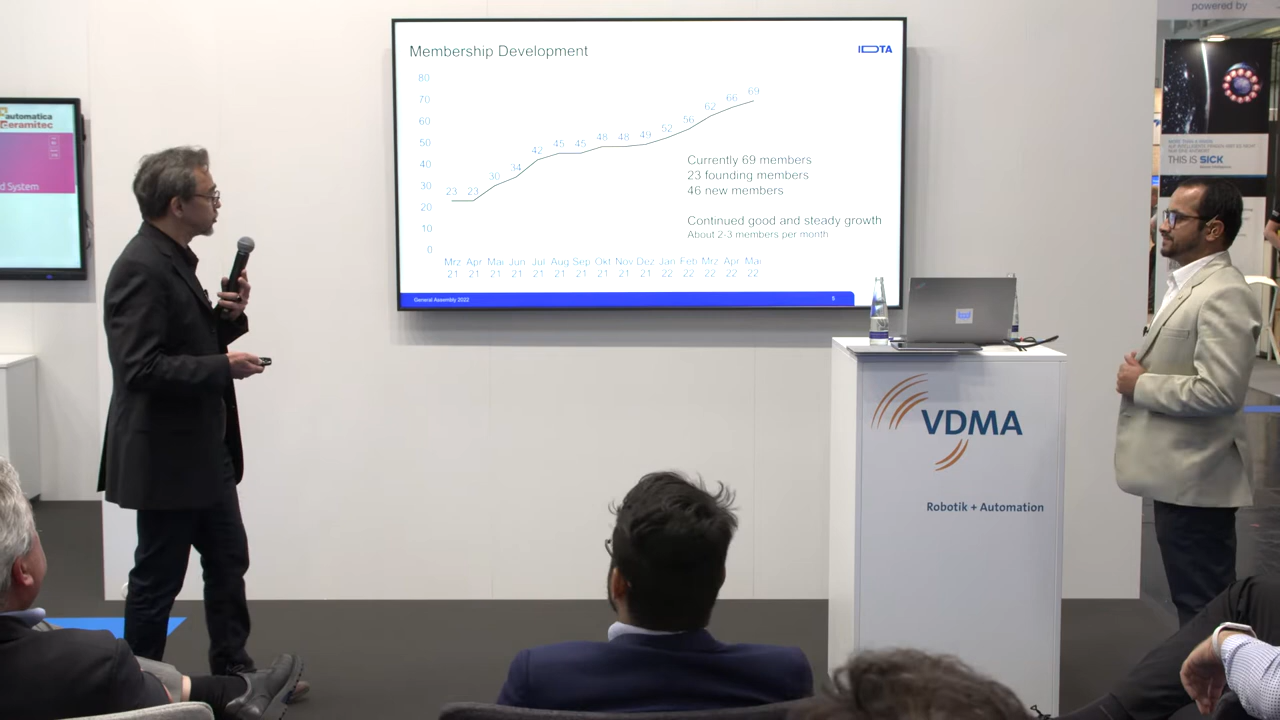 powered by
automatica
ceramitec
d System
Membership Development
IDTA
80
70
60
50
40
30
20
10
0
23 23 30 34 42 45 45 48 48 49 52 56 62 66 69
Currently 69 members
23 founding members
46 new members
Continued good and steady growth
About 2-3 members per month
Mrz Apr Mai Jun Jul Aug Sep Okt Nov Dez Jan Feb Mrz Apr Mai
21 21 21 21 21 21 21 21 21 21 22 22 22 22 22
General Assembly 2022
5
THIS IS SICK
VDMA
Robotik + Automation